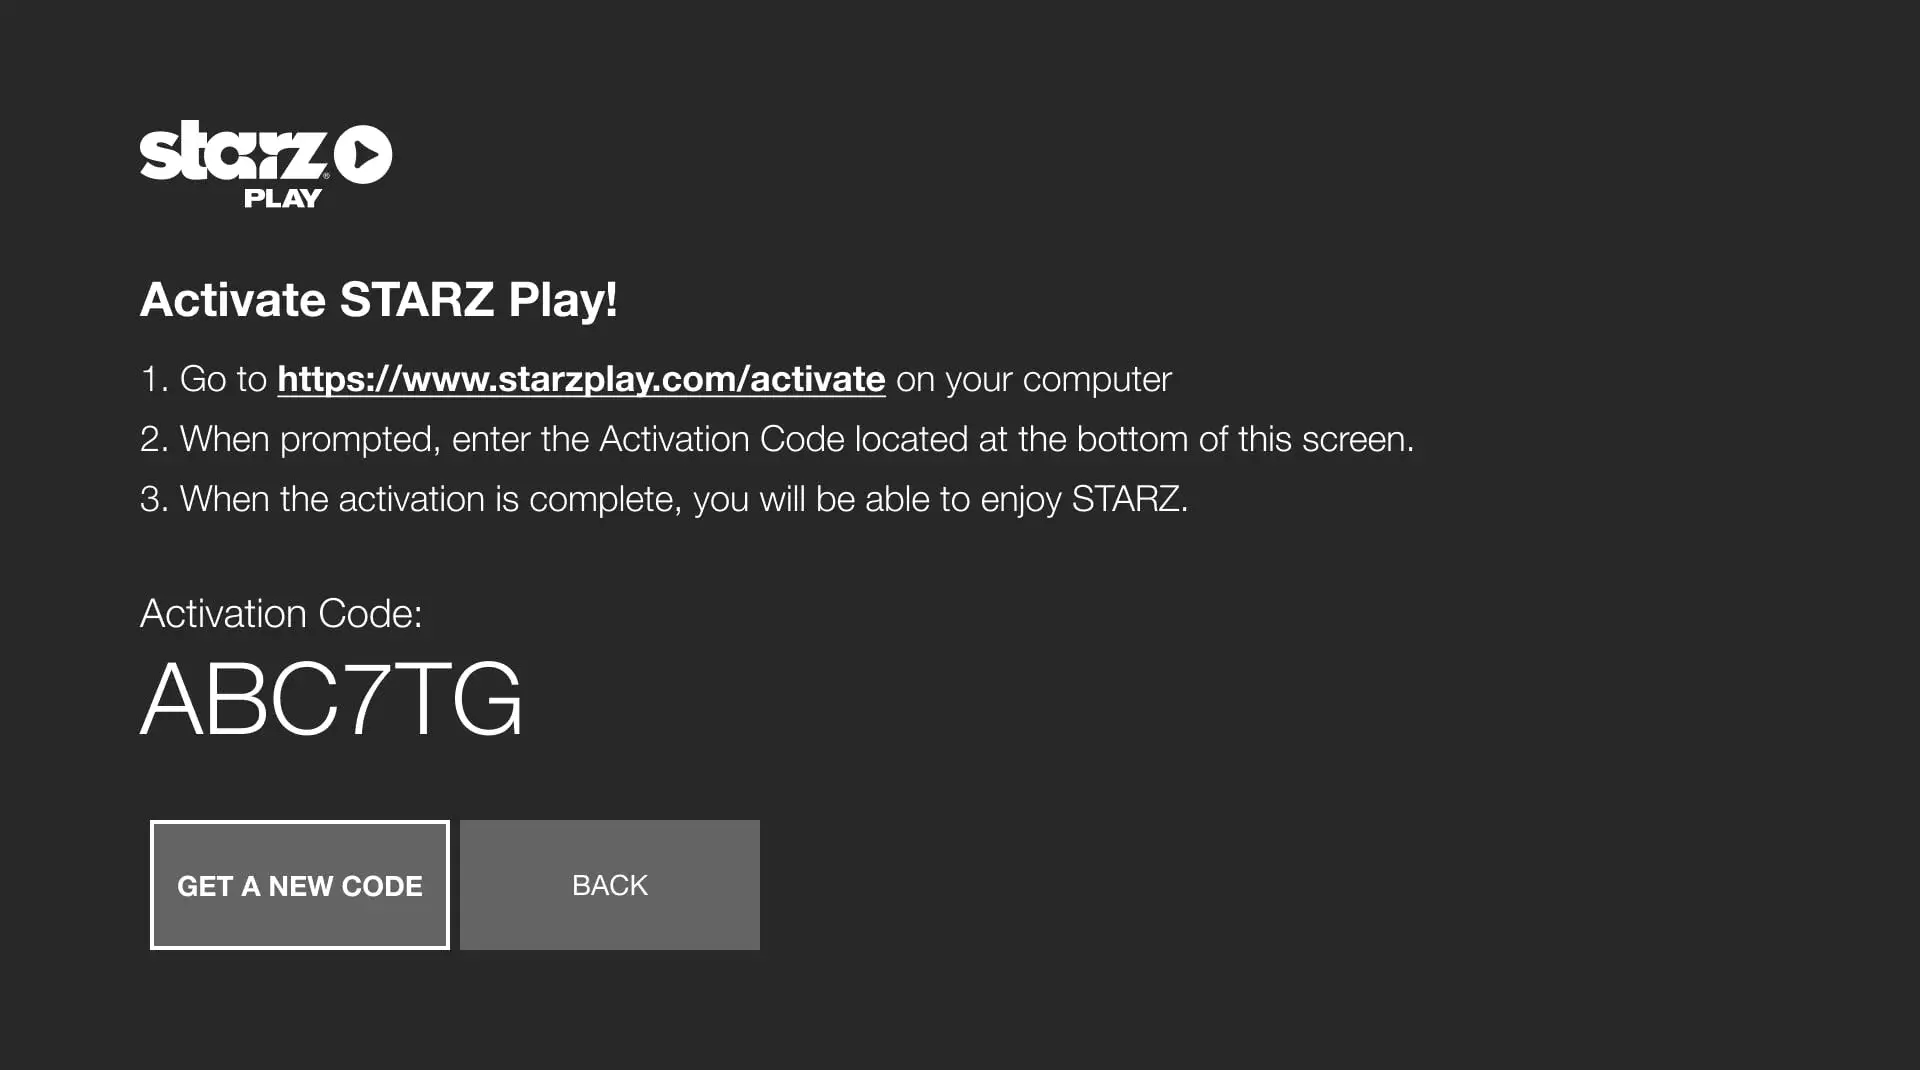 starz®
PLAY
Activate STARZ Play!
1. Go to https://www.starzplay.com/activate on your computer
2. When prompted, enter the Activation Code located at the bottom of this screen.
3. When the activation is complete, you will be able to enjoy STARZ.
Activation Code:
ABC7TG
GET A NEW CODE
BACK